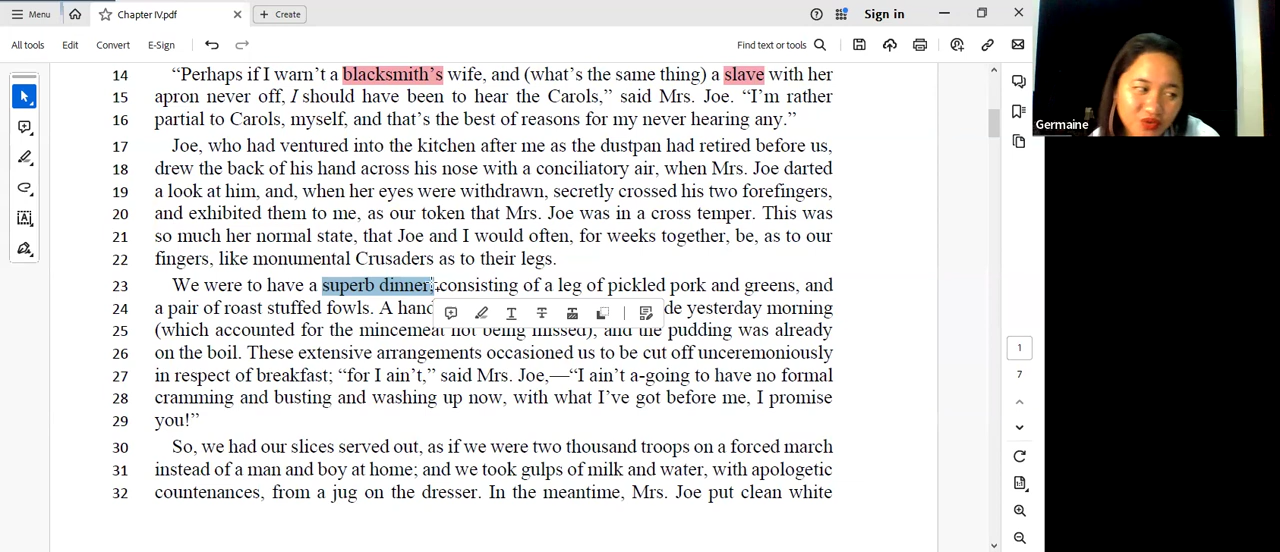 Menu
Chapter IV.pdf
Create
Sign in
All tools
Edit
Convert
E-Sign
Find text or tools
14 “Perhaps if I warn’t a blacksmith’s wife, and (what’s the same thing) a slave with her
15 apron never off, I should have been to hear the Carols,” said Mrs. Joe. “I’m rather
16 partial to Carols, myself, and that’s the best of reasons for my never hearing any.”
17 Joe, who had ventured into the kitchen after me as the dustpan had retired before us,
18 drew the back of his hand across his nose with a conciliatory air, when Mrs. Joe darted
19 a look at him, and, when her eyes were withdrawn, secretly crossed his two forefingers,
20 and exhibited them to me, as our token that Mrs. Joe was in a cross temper. This was
21 so much her normal state, that Joe and I would often, for weeks together, be, as to our
22 fingers, like monumental Crusaders as to their legs.
23 We were to have a superb dinner, consisting of a leg of pickled pork and greens, and
24 a pair of roast stuffed fowls. A hand de yesterday morning
25 (which accounted for the mincemeat not being missed), and the pudding was already
26 on the boil. These extensive arrangements occasioned us to be cut off unceremoniously
27 in respect of breakfast; “for I ain’t,” said Mrs. Joe,—“I ain’t a-going to have no formal
28 cramming and busting and washing up now, with what I’ve got before me, I promise
29 you!”
30 So, we had our slices served out, as if we were two thousand troops on a forced march
31 instead of a man and boy at home; and we took gulps of milk and water, with apologetic
32 countenances, from a jug on the dresser. In the meantime, Mrs. Joe put clean white
1
7
Germaine